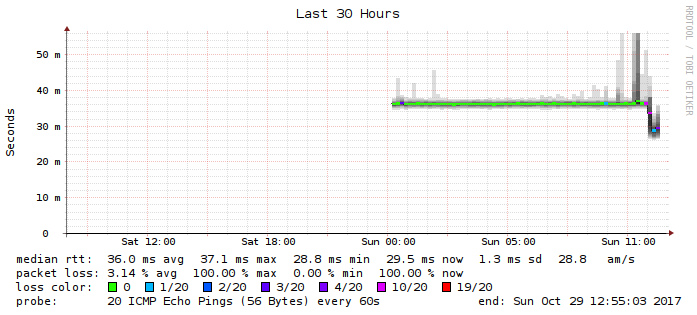 Last 30 Hours
RRDTOOL / TOBI OETIKER
Seconds
50 m
40 m
30 m
20 m
10 m
0
Sat 12:00 Sat 18:00 Sun 00:00 Sun 05:00 Sun 11:00
median rtt: 36.0 ms avg 37.1 ms max 28.8 ms min 29.5 ms now 1.3 ms sd 28.8 am/s
packet loss: 3.14 % avg 100.00 % max 0.00 % min 100.00 % now
loss color: 0 1/20 2/20 3/20 4/20 10/20 19/20
probe: 20 ICMP Echo Pings (56 Bytes) every 60s end: Sun Oct 29 12:55:03 2017